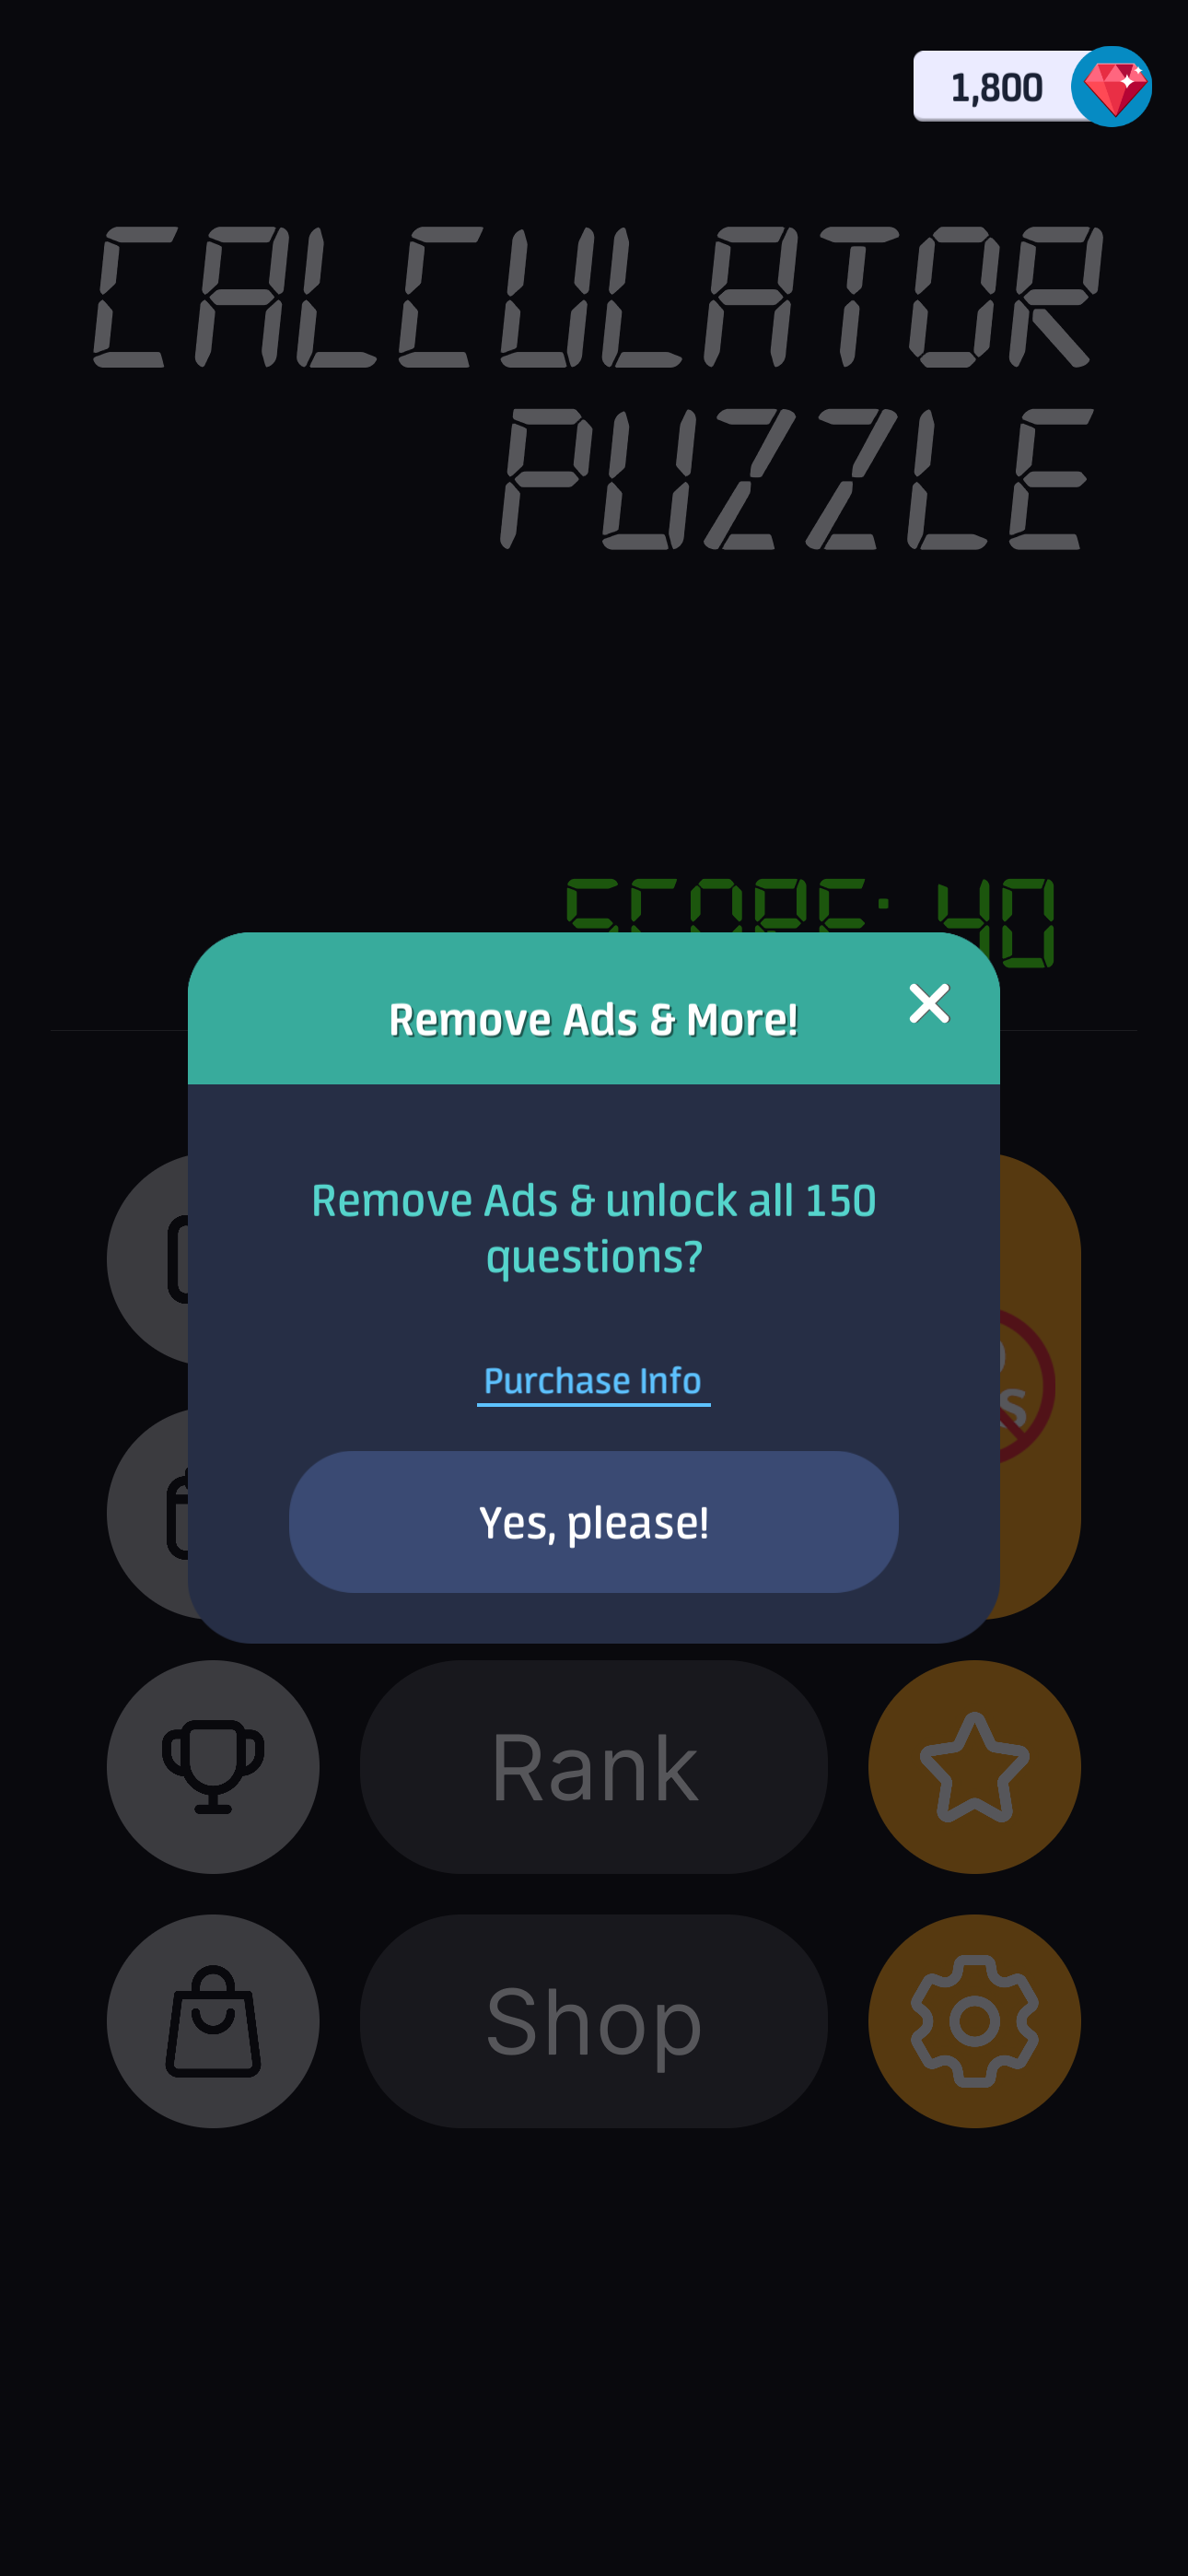 1,800
CALCULATOR
PUZZLE
SCORE: 40
Remove Ads & More!
Remove Ads & unlock all 150
questions?
Purchase Info
Yes, please!
Rank
Shop